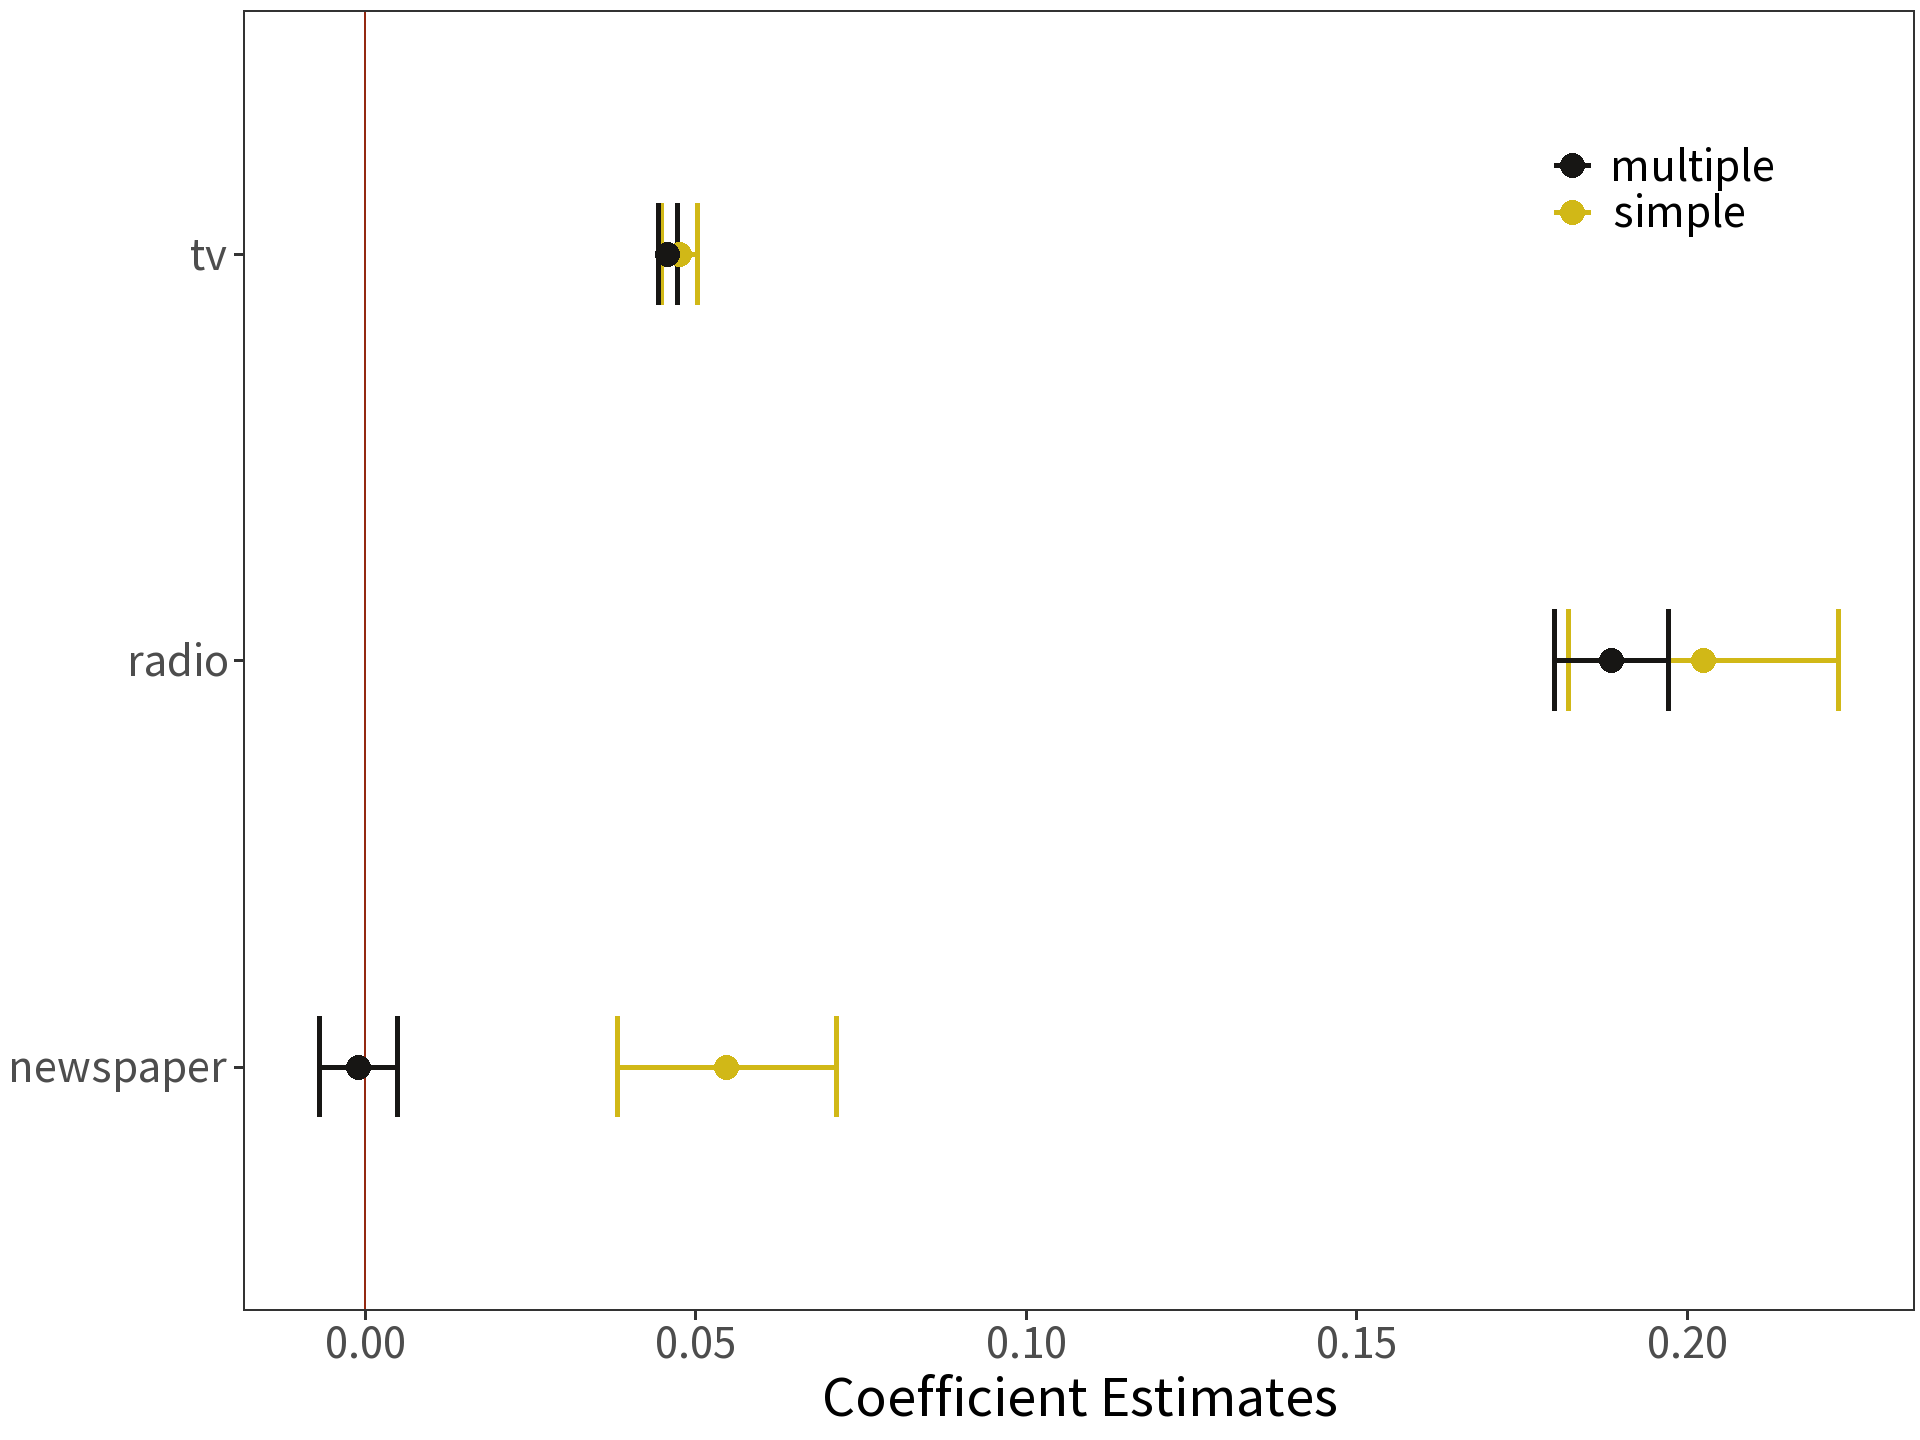 multiple
simple
tv
radio
newspaper
0.00 0.05 0.10 0.15 0.20
Coefficient Estimates